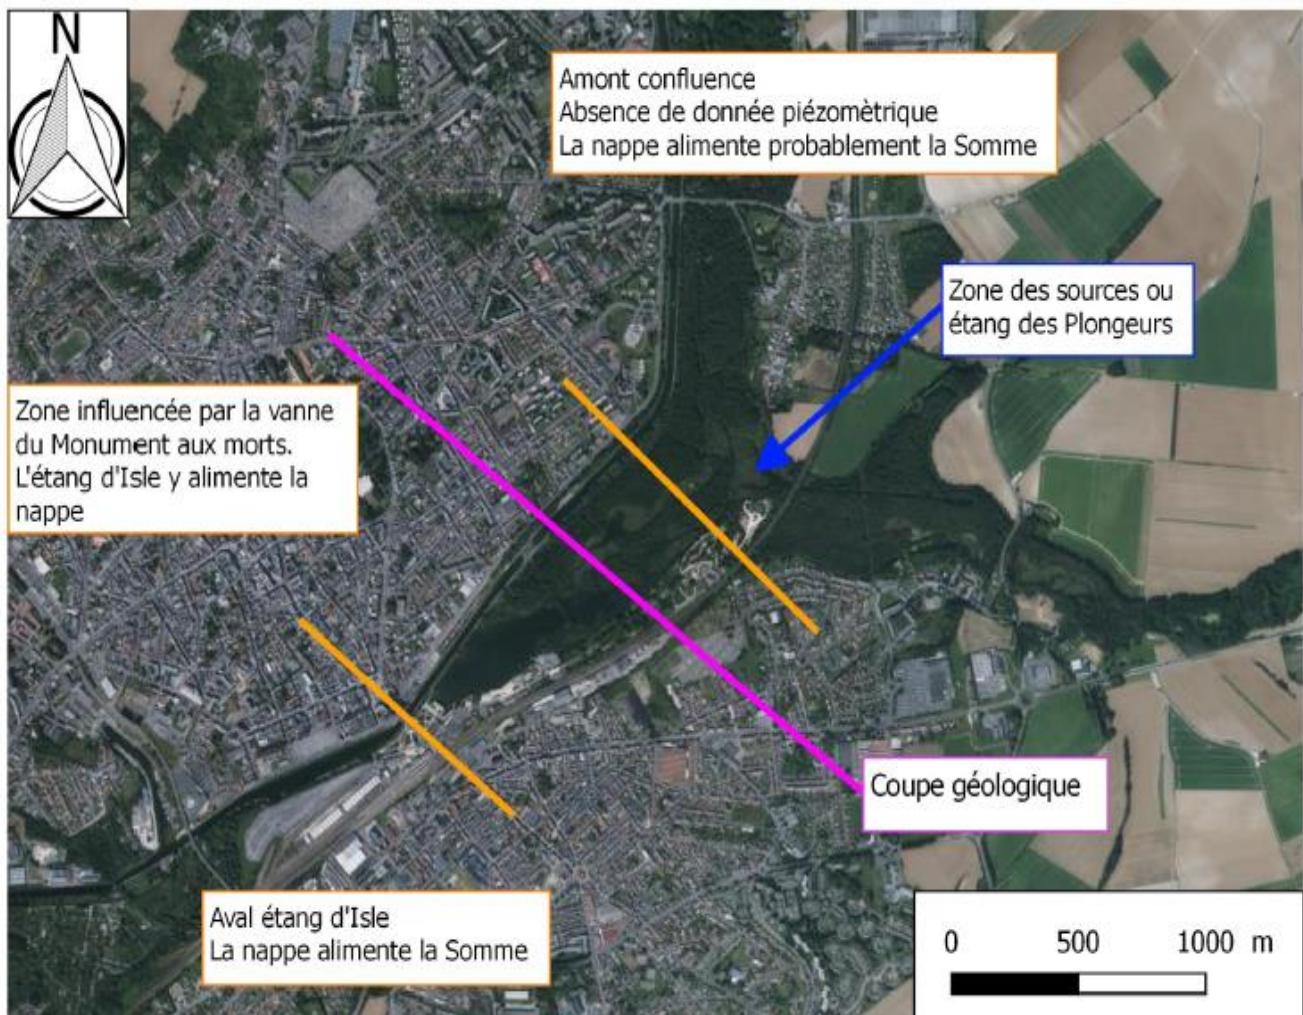 N
Amont confluence
Absence de donnée piézomètrique
La nappe alimente probablement la Somme
Zone des sources ou
étang des Plongeurs
Zone influencée par la vanne
du Monument aux morts.
L'étang d'Isle y alimente la
nappe
Coupe géologique
Aval étang d'Isle
La nappe alimente la Somme
0 500 1000 m